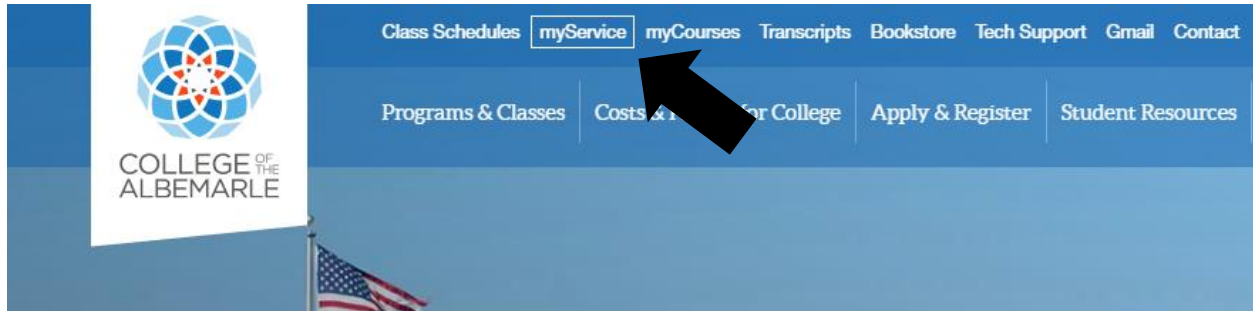 Class Schedules myService myCourses Transcripts Bookstore Tech Support Gmail Contact
Programs & Classes Costs & for College Apply & Register Student Resources
COLLEGE OF THE
ALBEMARLE